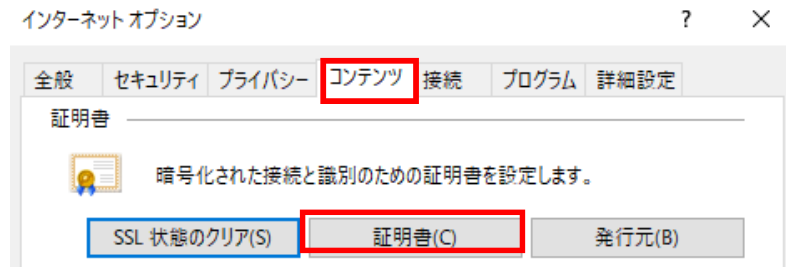 インターネット オプション ? ×
全般 セキュリティ プライバシー コンテンツ 接続 プログラム 詳細設定
証明書
暗号化された接続と識別のための証明書を設定します。
SSL 状態のクリア(S) 証明書(C) 発行元(B)